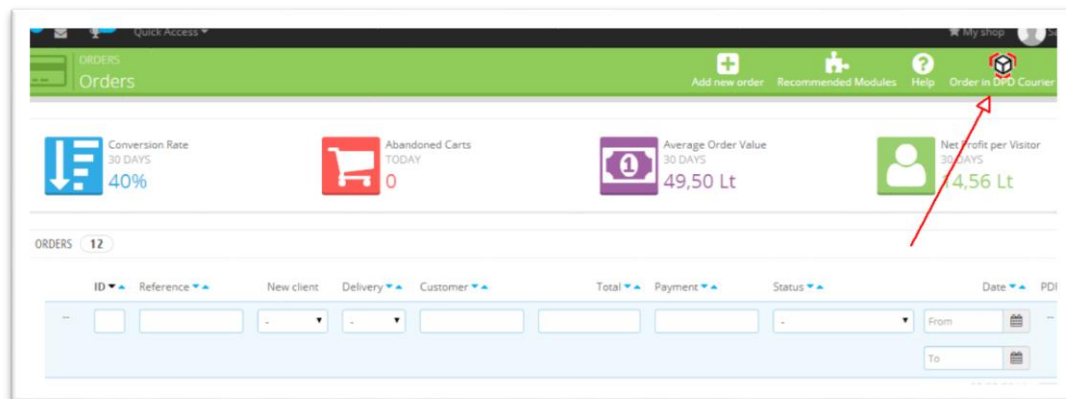 Quick Access
My shop
ORDERS
Orders
Add new order
Recommended Modules
Help
Order in DPD Courier
Conversion Rate
30 DAYS
40%
Abandoned Carts
TODAY
0
Average Order Value
30 DAYS
49,50 Lt
Net Profit per Visitor
30 DAYS
14,56 Lt
ORDERS 12
ID Reference New client Delivery Customer Total Payment Status Date
-- - - - From --
To